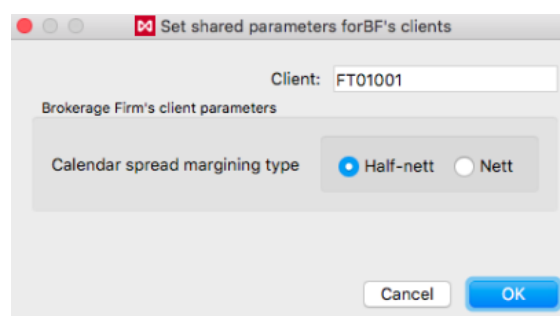 Set shared parameters forBF's clients
Client: FT01001
Brokerage Firm's client parameters
Calendar spread margining type Half-nett Nett
Cancel OK